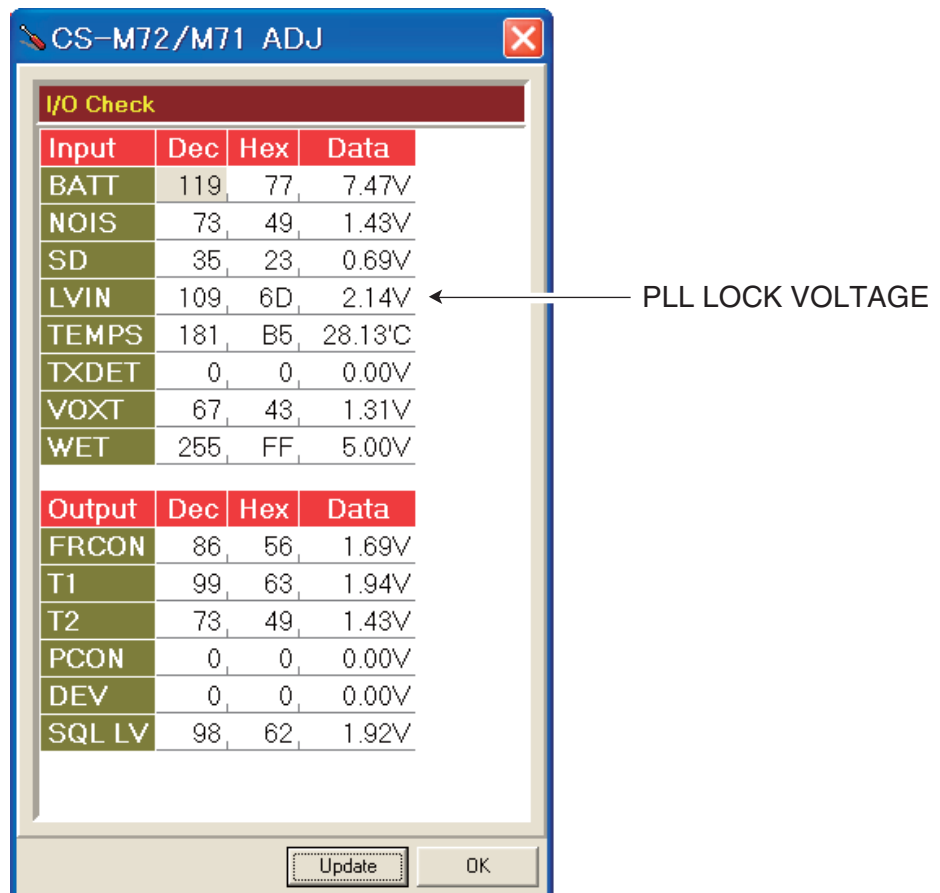 CS-M72/M71 ADJ
I/O Check
Input Dec Hex Data
BATT 119 77 7.47V
NOIS 73 49 1.43V
SD 35 23 0.69V
LVIN 109 6D 2.14V PLL LOCK VOLTAGE
TEMPS 181 B5 28.13'C
TXDET 0 0 0.00V
VOXT 67 43 1.31V
WET 255 FF 5.00V
Output Dec Hex Data
FRCON 86 56 1.69V
T1 99 63 1.94V
T2 73 49 1.43V
PCON 0 0 0.00V
DEV 0 0 0.00V
SQL LV 98 62 1.92V
Update OK